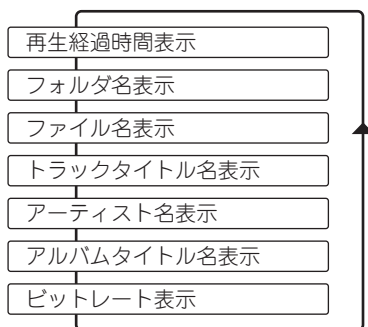 再生経過時間表示
フォルダ名表示
ファイル名表示
トラックタイトル名表示
アーティスト名表示
アルバムタイトル名表示
ビットレート表示